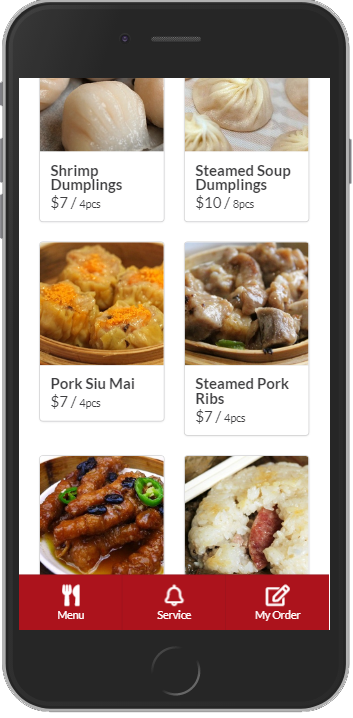 Shrimp
Dumplings
$7 / 4pcs
Steamed Soup
Dumplings
$10 / 8pcs
Pork Siu Mai
$7 / 4pcs
Steamed Pork
Ribs
$7 / 4pcs
Menu
Service
My Order